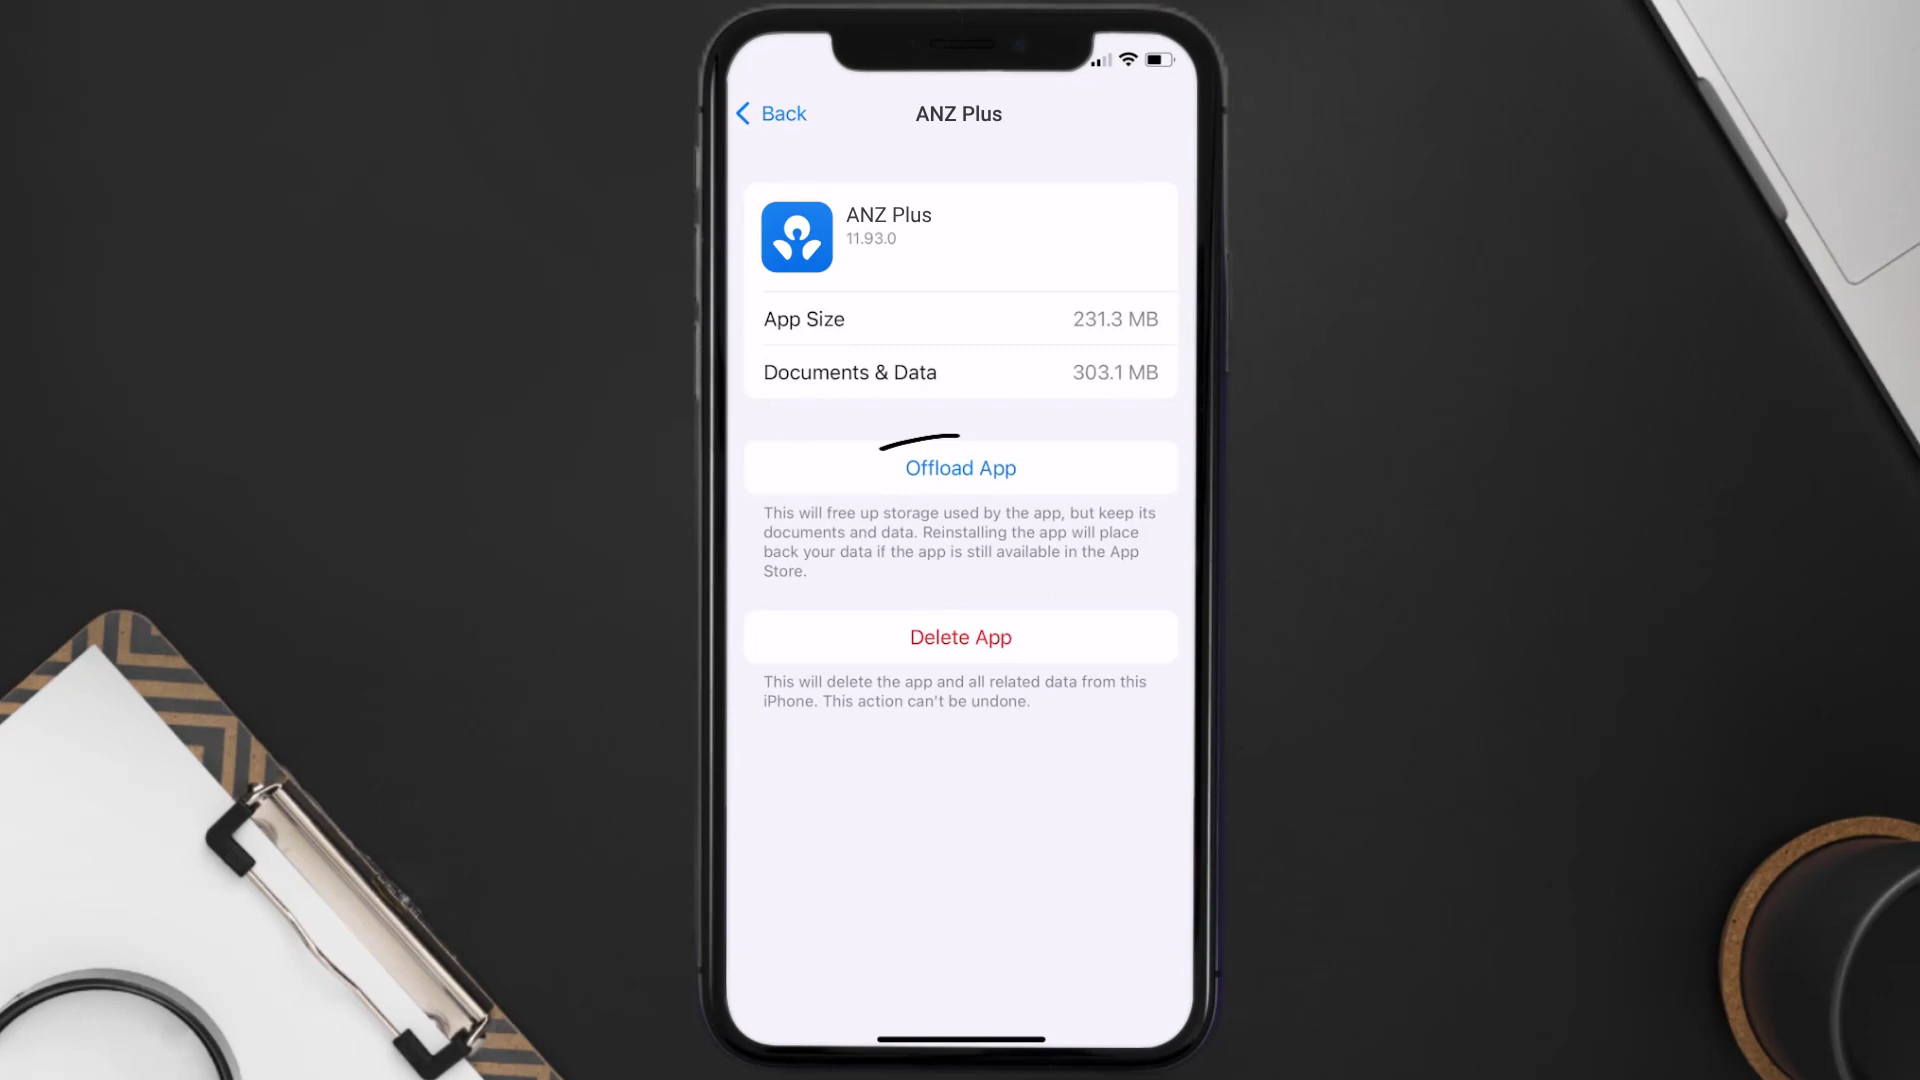 Back
ANZ Plus
ANZ Plus
11.93.0
App Size 231.3 MB
Documents & Data 303.1 MB
Offload App
This will free up storage used by the app, but keep its
documents and data. Reinstalling the app will place
back your data if the app is still available in the App
Store.
Delete App
This will delete the app and all related data from this
iPhone. This action can't be undone.